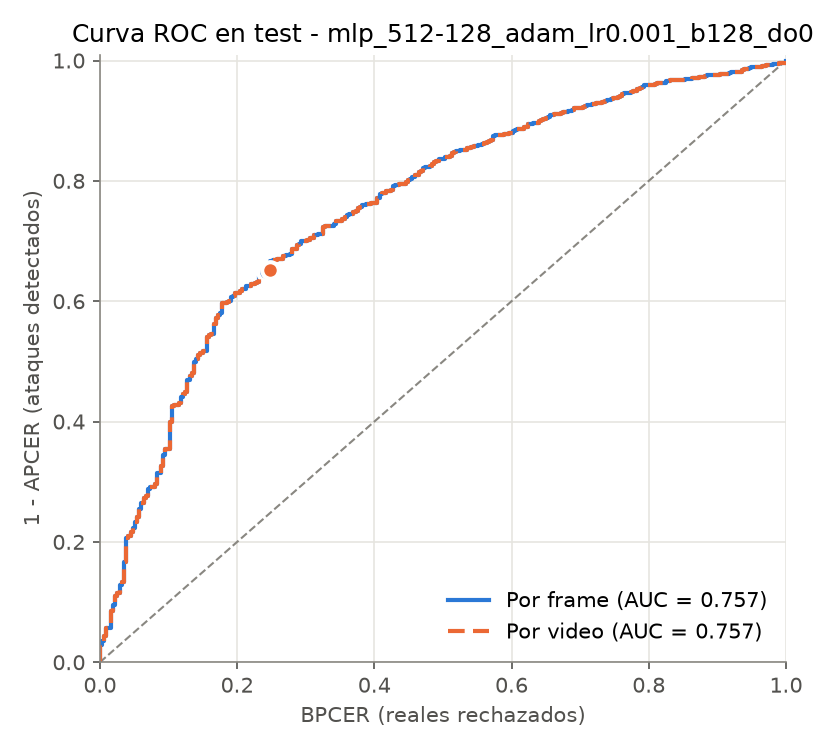 Curva ROC en test - mlp_512-128_adam_lr0.001_b128_do0
1.0
0.8
0.6
0.4
0.2
0.0
1 - APCER (ataques detectados)
Por frame (AUC = 0.757)
Por video (AUC = 0.757)
0.0 0.2 0.4 0.6 0.8 1.0
BPCER (reales rechazados)